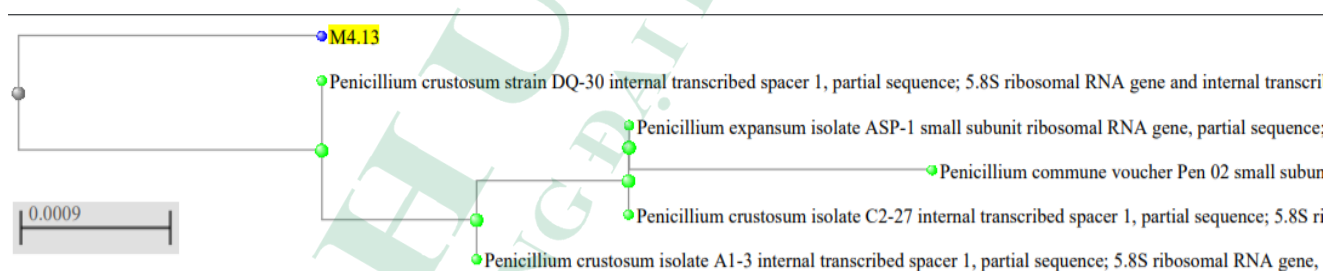 M4.13
Penicillium crustosum strain DQ-30 internal transcribed spacer 1, partial sequence; 5.8S ribosomal RNA gene and internal transcri
Penicillium expansum isolate ASP-1 small subunit ribosomal RNA gene, partial sequence;
Penicillium commune voucher Pen 02 small subun
0.0009
Penicillium crustosum isolate C2-27 internal transcribed spacer 1, partial sequence; 5.8S ri
Penicillium crustosum isolate A1-3 internal transcribed spacer 1, partial sequence; 5.8S ribosomal RNA gene,